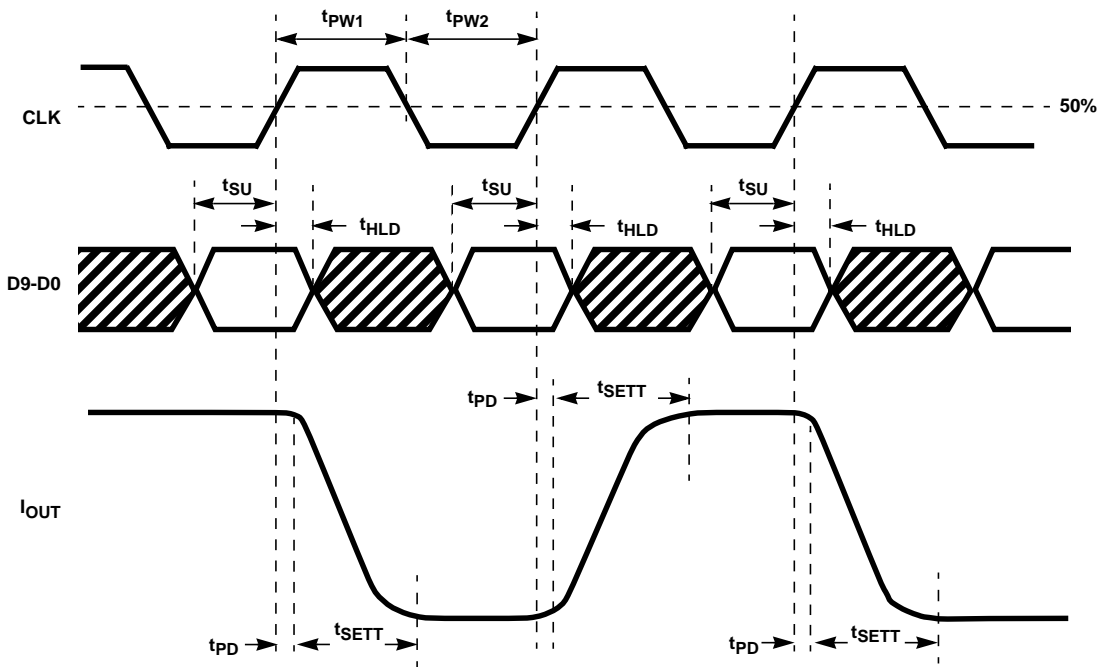 tPW1 tPW2
CLK
50%
tSU tSU tSU
tHLD tHLD tHLD
D9-D0
tPD tSETT
IOUT
tPD tSETT tPD tSETT